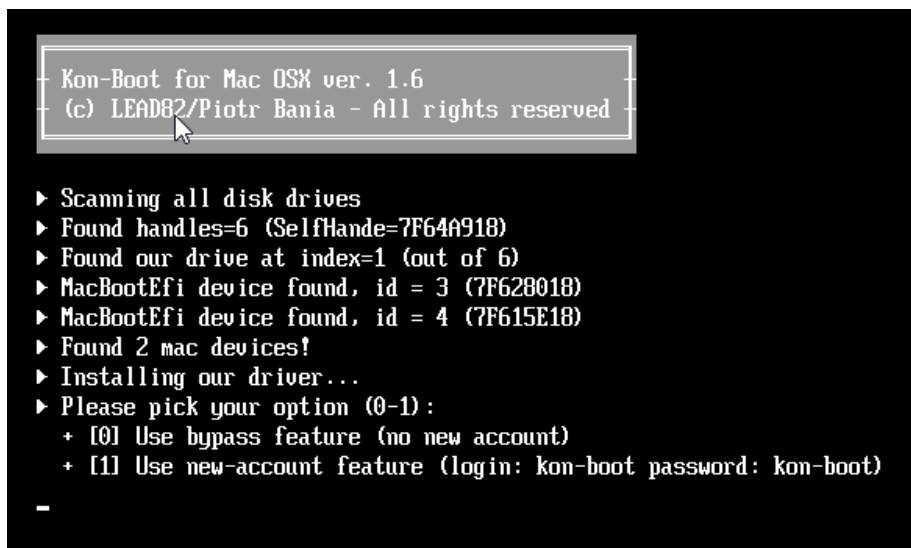 Kon-Boot for Mac OSX ver. 1.6
(c) LEAD82/Piotr Bania - All rights reserved
Scanning all disk drives
Found handles=6 (SelfHande=7F64A918)
Found our drive at index=1 (out of 6)
MacBootEfi device found, id = 3 (7F628018)
MacBootEfi device found, id = 4 (7F615E18)
Found 2 mac devices!
Installing our driver...
Please pick your option (0-1):
+ [0] Use bypass feature (no new account)
+ [1] Use new-account feature (login: kon-boot password: kon-boot)